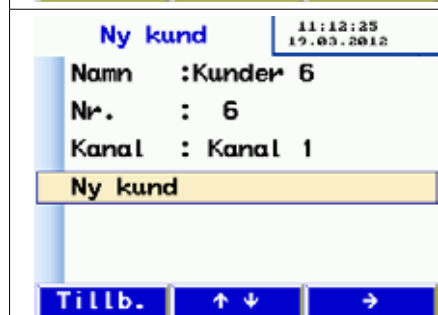 Ny kund
11:12:25
19.03.2012
Namn :Kunder 6
Nr. : 6
Kanal : Kanal 1
Ny kund
Tillb. ↑ ↓ →